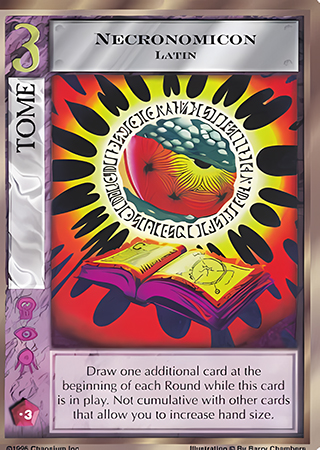 3
NECRONOMICON
LATIN
TOME
Draw one additional card at the
beginning of each Round while this card
is in play. Not cumulative with other cards
that allow you to increase hand size.
-3
©1996 Chaosium Inc.
Illustration © By Barry Chambers